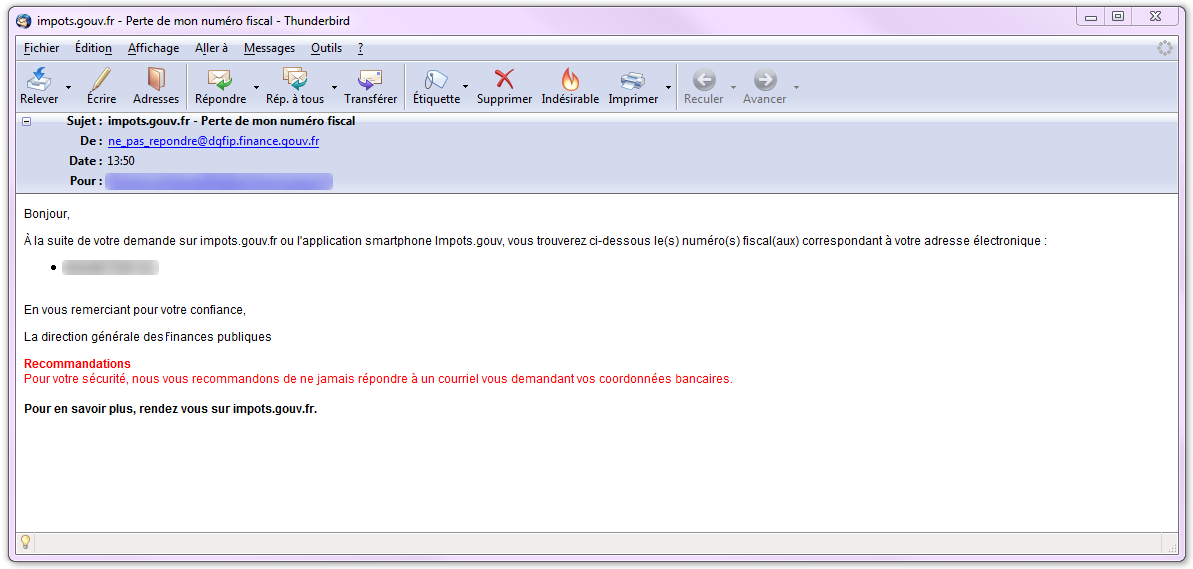 impots.gouv.fr - Perte de mon numéro fiscal - Thunderbird
Fichier Édition Affichage Aller à Messages Outils ?
Relever Écrire Adresses Répondre Rép. à tous Transférer Étiquette Supprimer Indésirable Imprimer Reculer Avancer
Sujet : impots.gouv.fr - Perte de mon numéro fiscal
De : ne_pas_repondre@dgfip.finance.gouv.fr
Date : 13:50
Pour :
Bonjour,
À la suite de votre demande sur impots.gouv.fr ou l'application smartphone Impots.gouv, vous trouverez ci-dessous le(s) numéro(s) fiscal(aux) correspondant à votre adresse électronique :
En vous remerciant pour votre confiance,
La direction générale des finances publiques
Recommandations
Pour votre sécurité, nous vous recommandons de ne jamais répondre à un courriel vous demandant vos coordonnées bancaires.
Pour en savoir plus, rendez vous sur impots.gouv.fr.